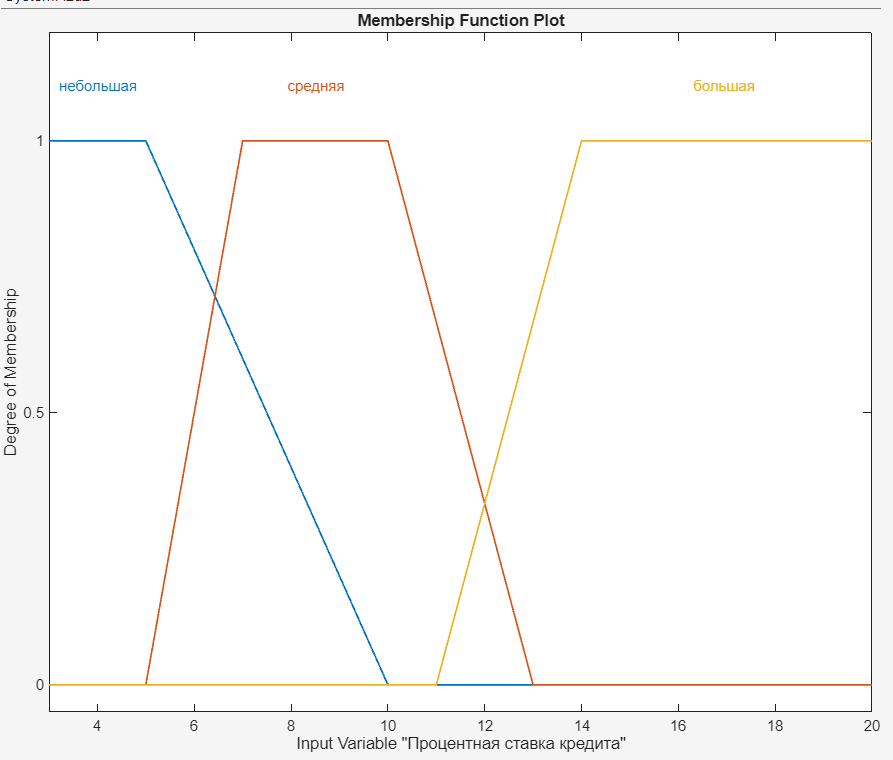 Membership Function Plot
небольшая средняя большая
1
0.5
0
Degree of Membership
4 6 8 10 12 14 16 18 20
Input Variable "Процентная ставка кредита"